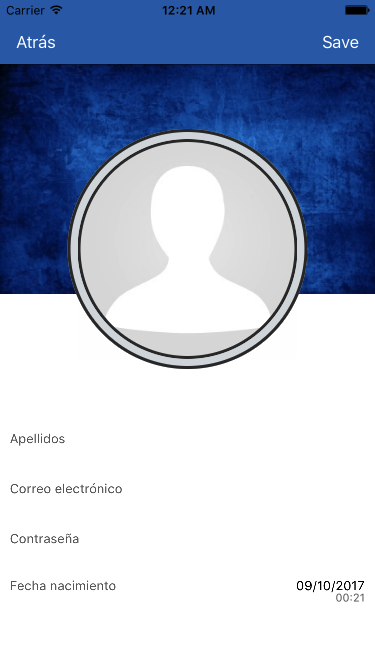 Carrier 12:21 AM
Atrás Save
Apellidos
Correo electrónico
Contraseña
Fecha nacimiento 09/10/2017
00:21